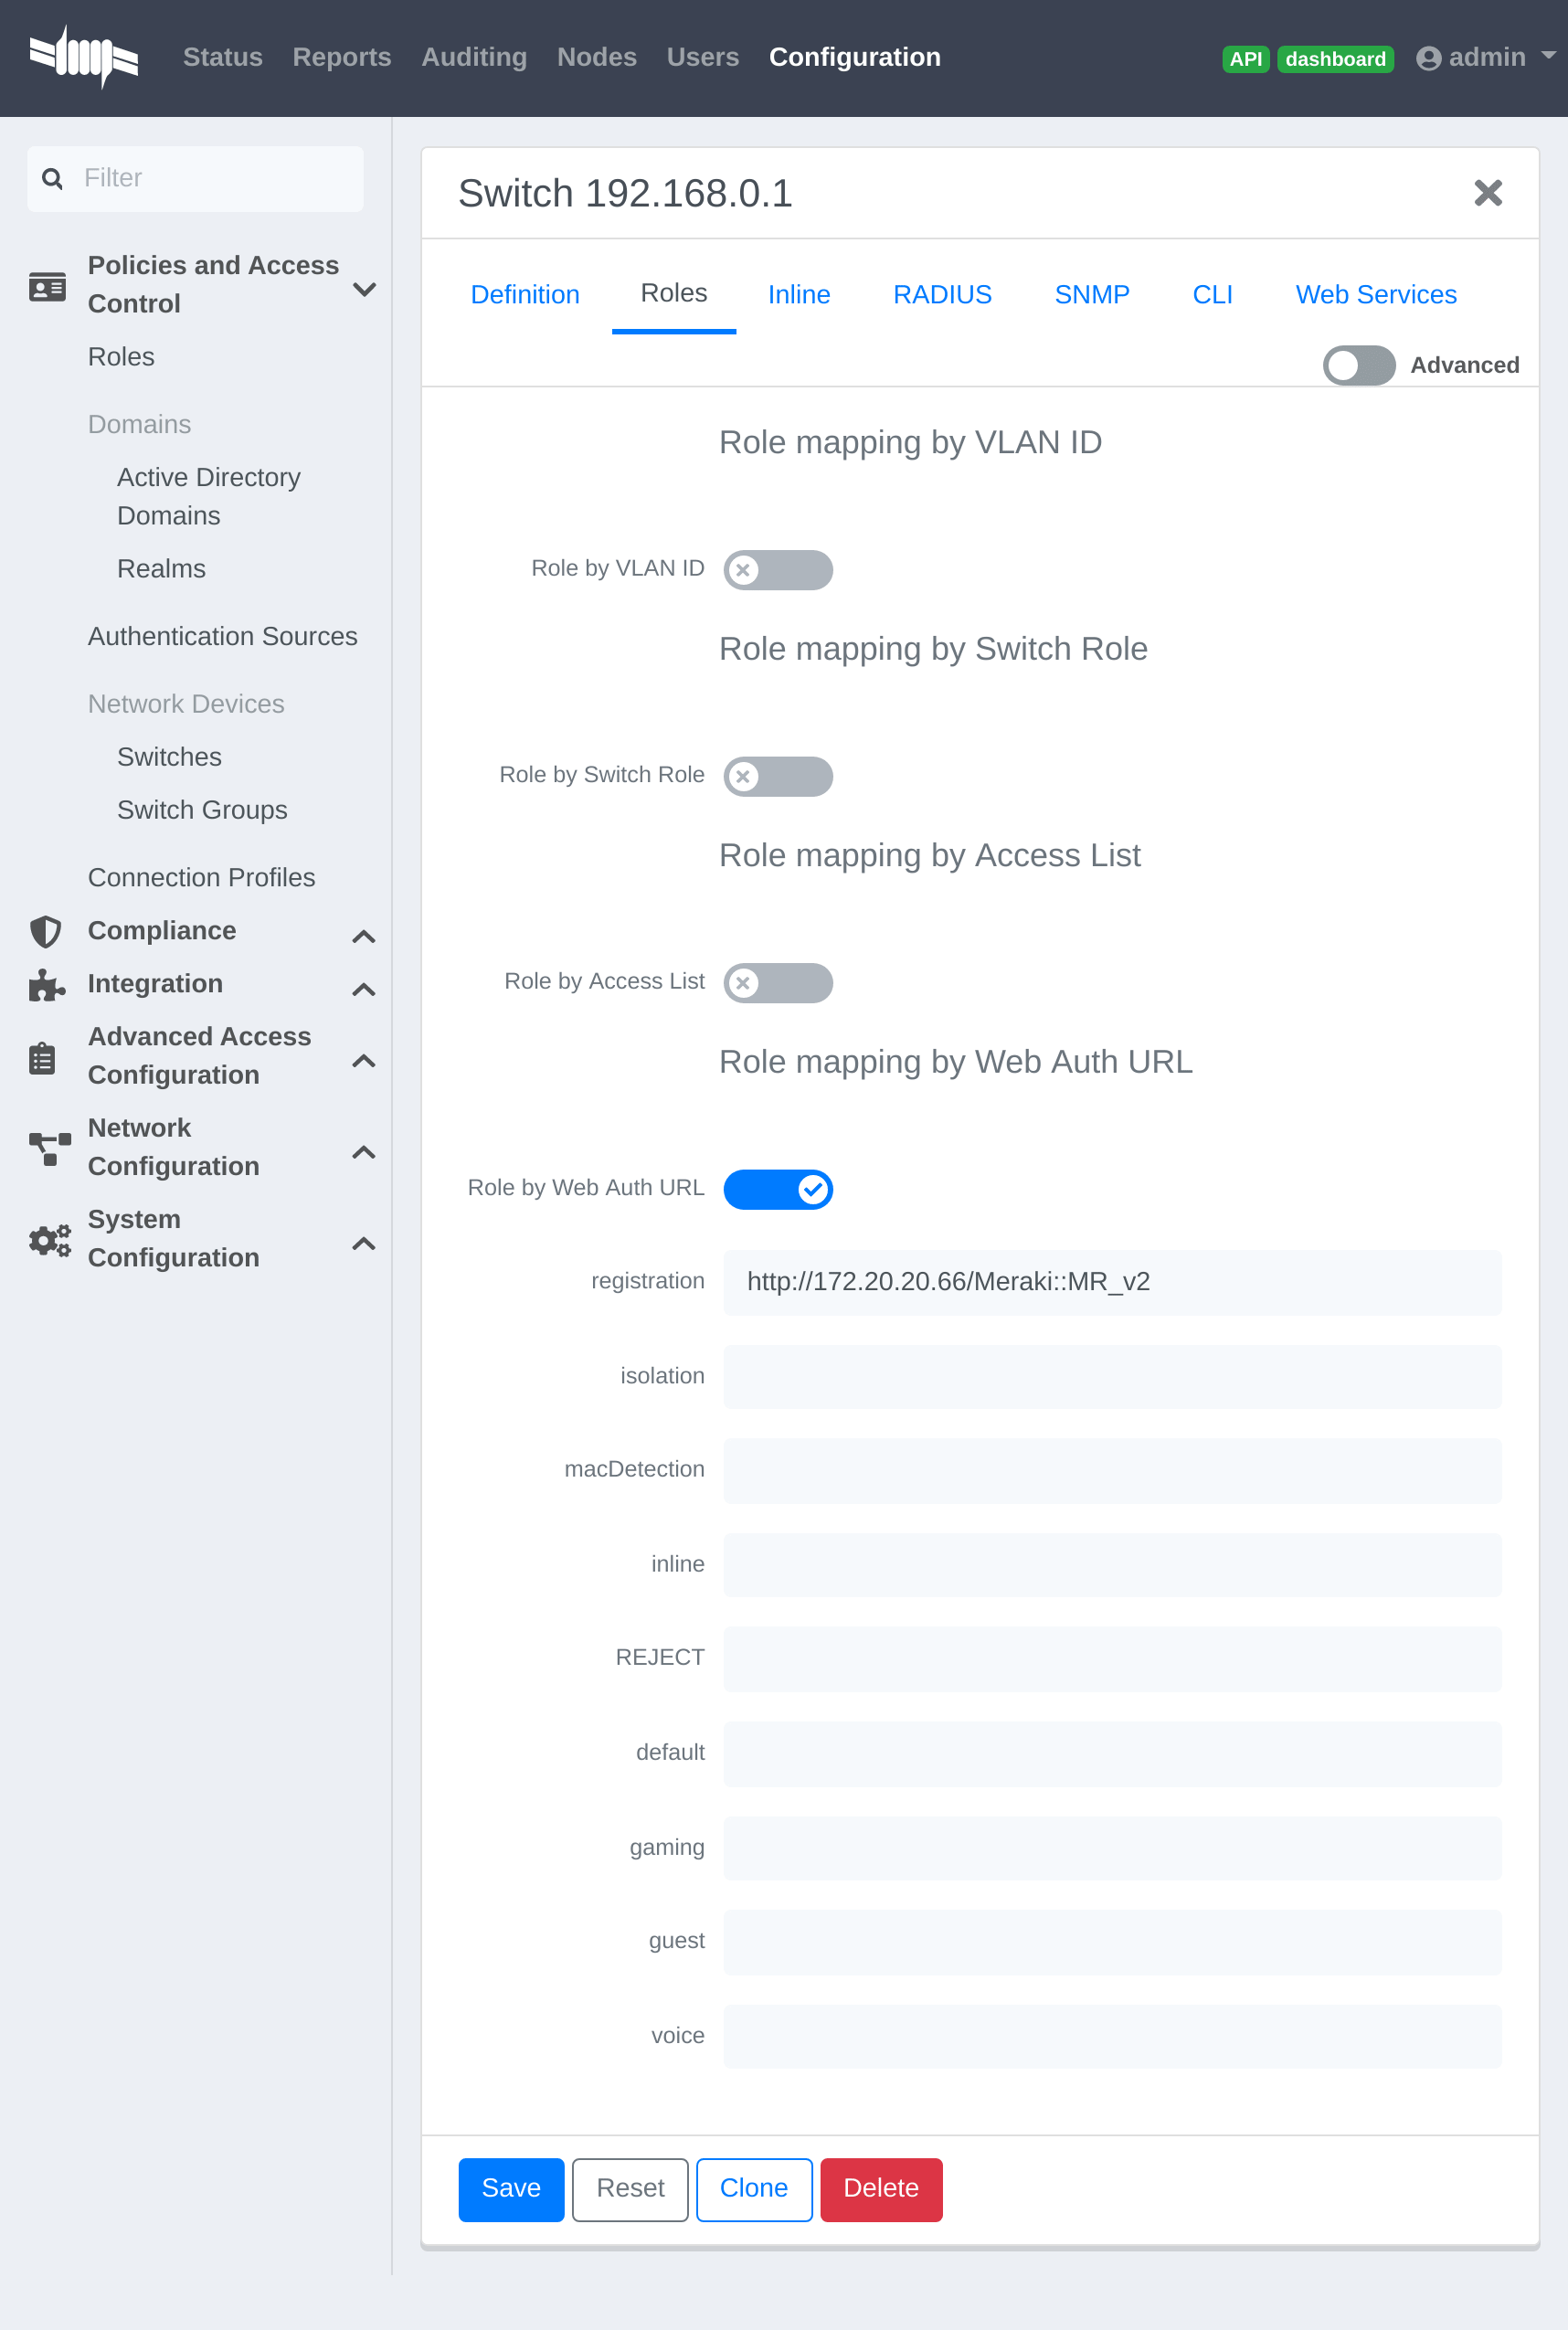 Status Reports Auditing Nodes Users Configuration API dashboard admin
Filter
Policies and Access
Control
Roles
Domains
Active Directory
Domains
Realms
Authentication Sources
Network Devices
Switches
Switch Groups
Connection Profiles
Compliance
Integration
Advanced Access
Configuration
Network
Configuration
System
Configuration
Switch 192.168.0.1
Definition Roles Inline RADIUS SNMP CLI Web Services
Advanced
Role mapping by VLAN ID
Role by VLAN ID
Role mapping by Switch Role
Role by Switch Role
Role mapping by Access List
Role by Access List
Role mapping by Web Auth URL
Role by Web Auth URL
registration http://172.20.20.66/Meraki::MR_v2
isolation
macDetection
inline
REJECT
default
gaming
guest
voice
Save Reset Clone Delete